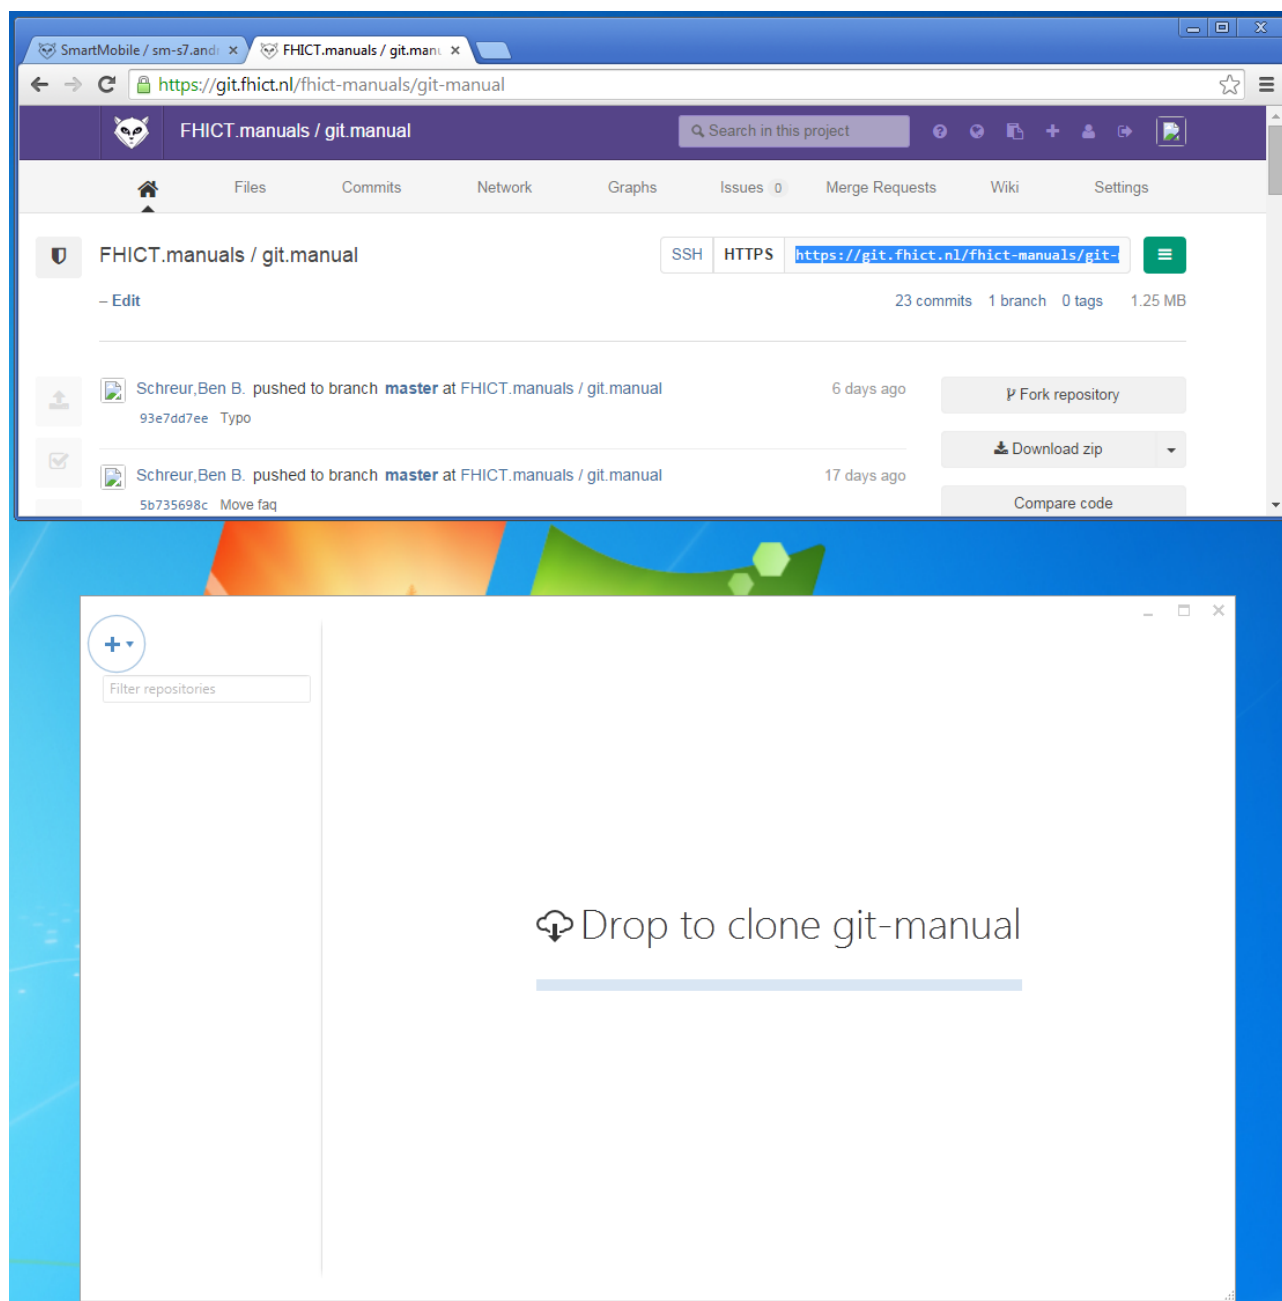 SmartMobile / sm-s7.andr
FHICT.manuals / git.manu
https://git.fhict.nl/fhict-manuals/git-manual
FHICT.manuals / git.manual
Search in this project
Files Commits Network Graphs Issues 0 Merge Requests Wiki Settings
FHICT.manuals / git.manual
SSH HTTPS https://git.fhict.nl/fhict-manuals/git-
– Edit
23 commits 1 branch 0 tags 1.25 MB
Schreur,Ben B. pushed to branch master at FHICT.manuals / git.manual 6 days ago
93e7dd7ee Typo
Fork repository
Download zip
Schreur,Ben B. pushed to branch master at FHICT.manuals / git.manual 17 days ago
5b735698c Move faq
Compare code
Filter repositories
Drop to clone git-manual